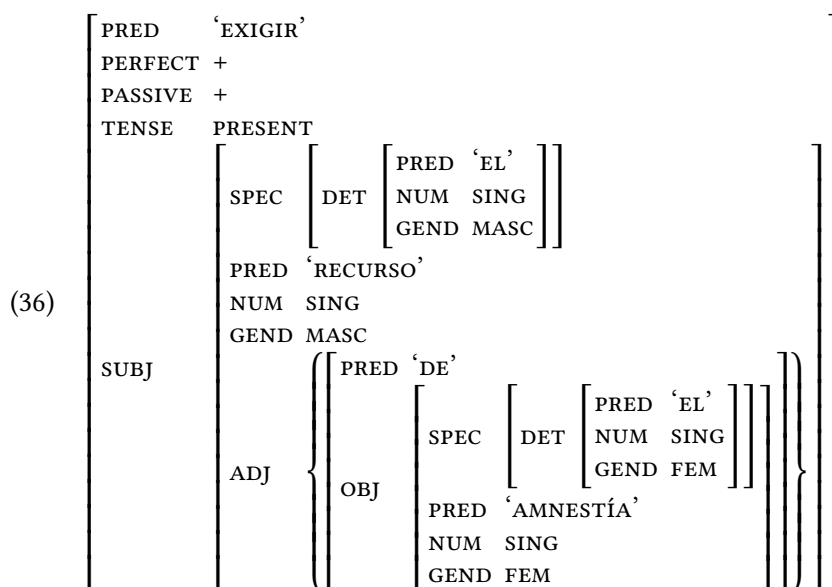 PRED ‘EXIGIR’
PERFECT +
PASSIVE +
TENSE PRESENT
PRED ‘EL’
SPEC DET NUM SING
GEND MASC
PRED ‘RECURSO’
NUM SING
(36)
GEND MASC
SUBJ PRED ‘DE’
PRED ‘EL’
SPEC DET NUM SING
GEND FEM
ADJ OBJ
PRED ‘AMNESTÍA’
NUM SING
GEND FEM